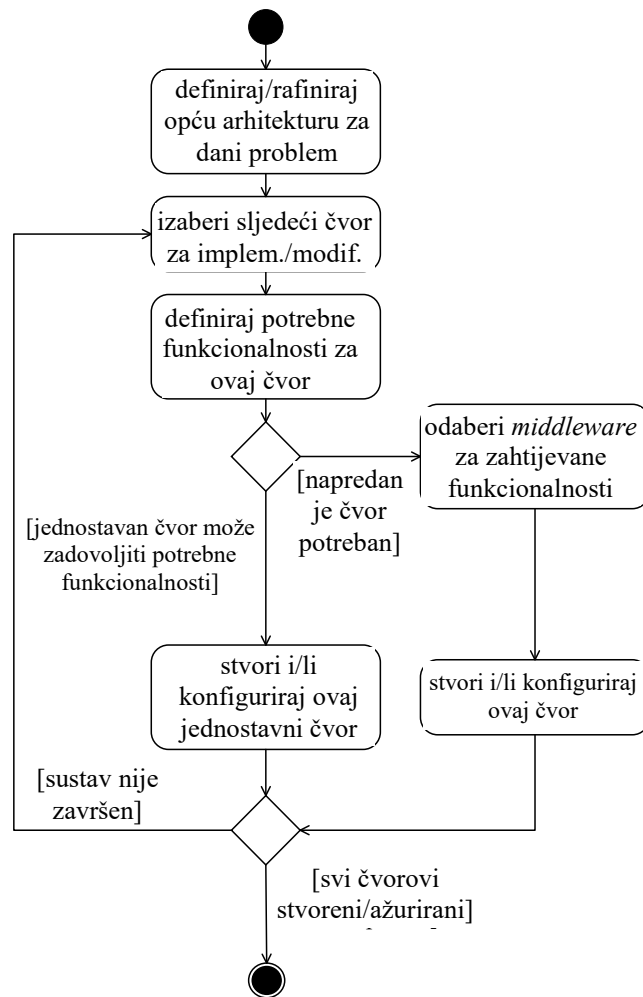 definiraj/rafiniraj
opću arhitekturu za
dani problem
izaberi sljedeći čvor
za implem./modif.
definiraj potrebne
funkcionalnosti za
ovaj čvor
odaberi middleware
za zahtijevane
funkcionalnosti
[napredan
je čvor
potreban]
[jednostavan čvor može
zadovoljiti potrebne
funkcionalnosti]
stvori i/li
konfiguriraj ovaj
jednostavni čvor
stvori i/li konfiguriraj
ovaj čvor
[sustav nije
završen]
[svi čvorovi
stvoreni/ažurirani]